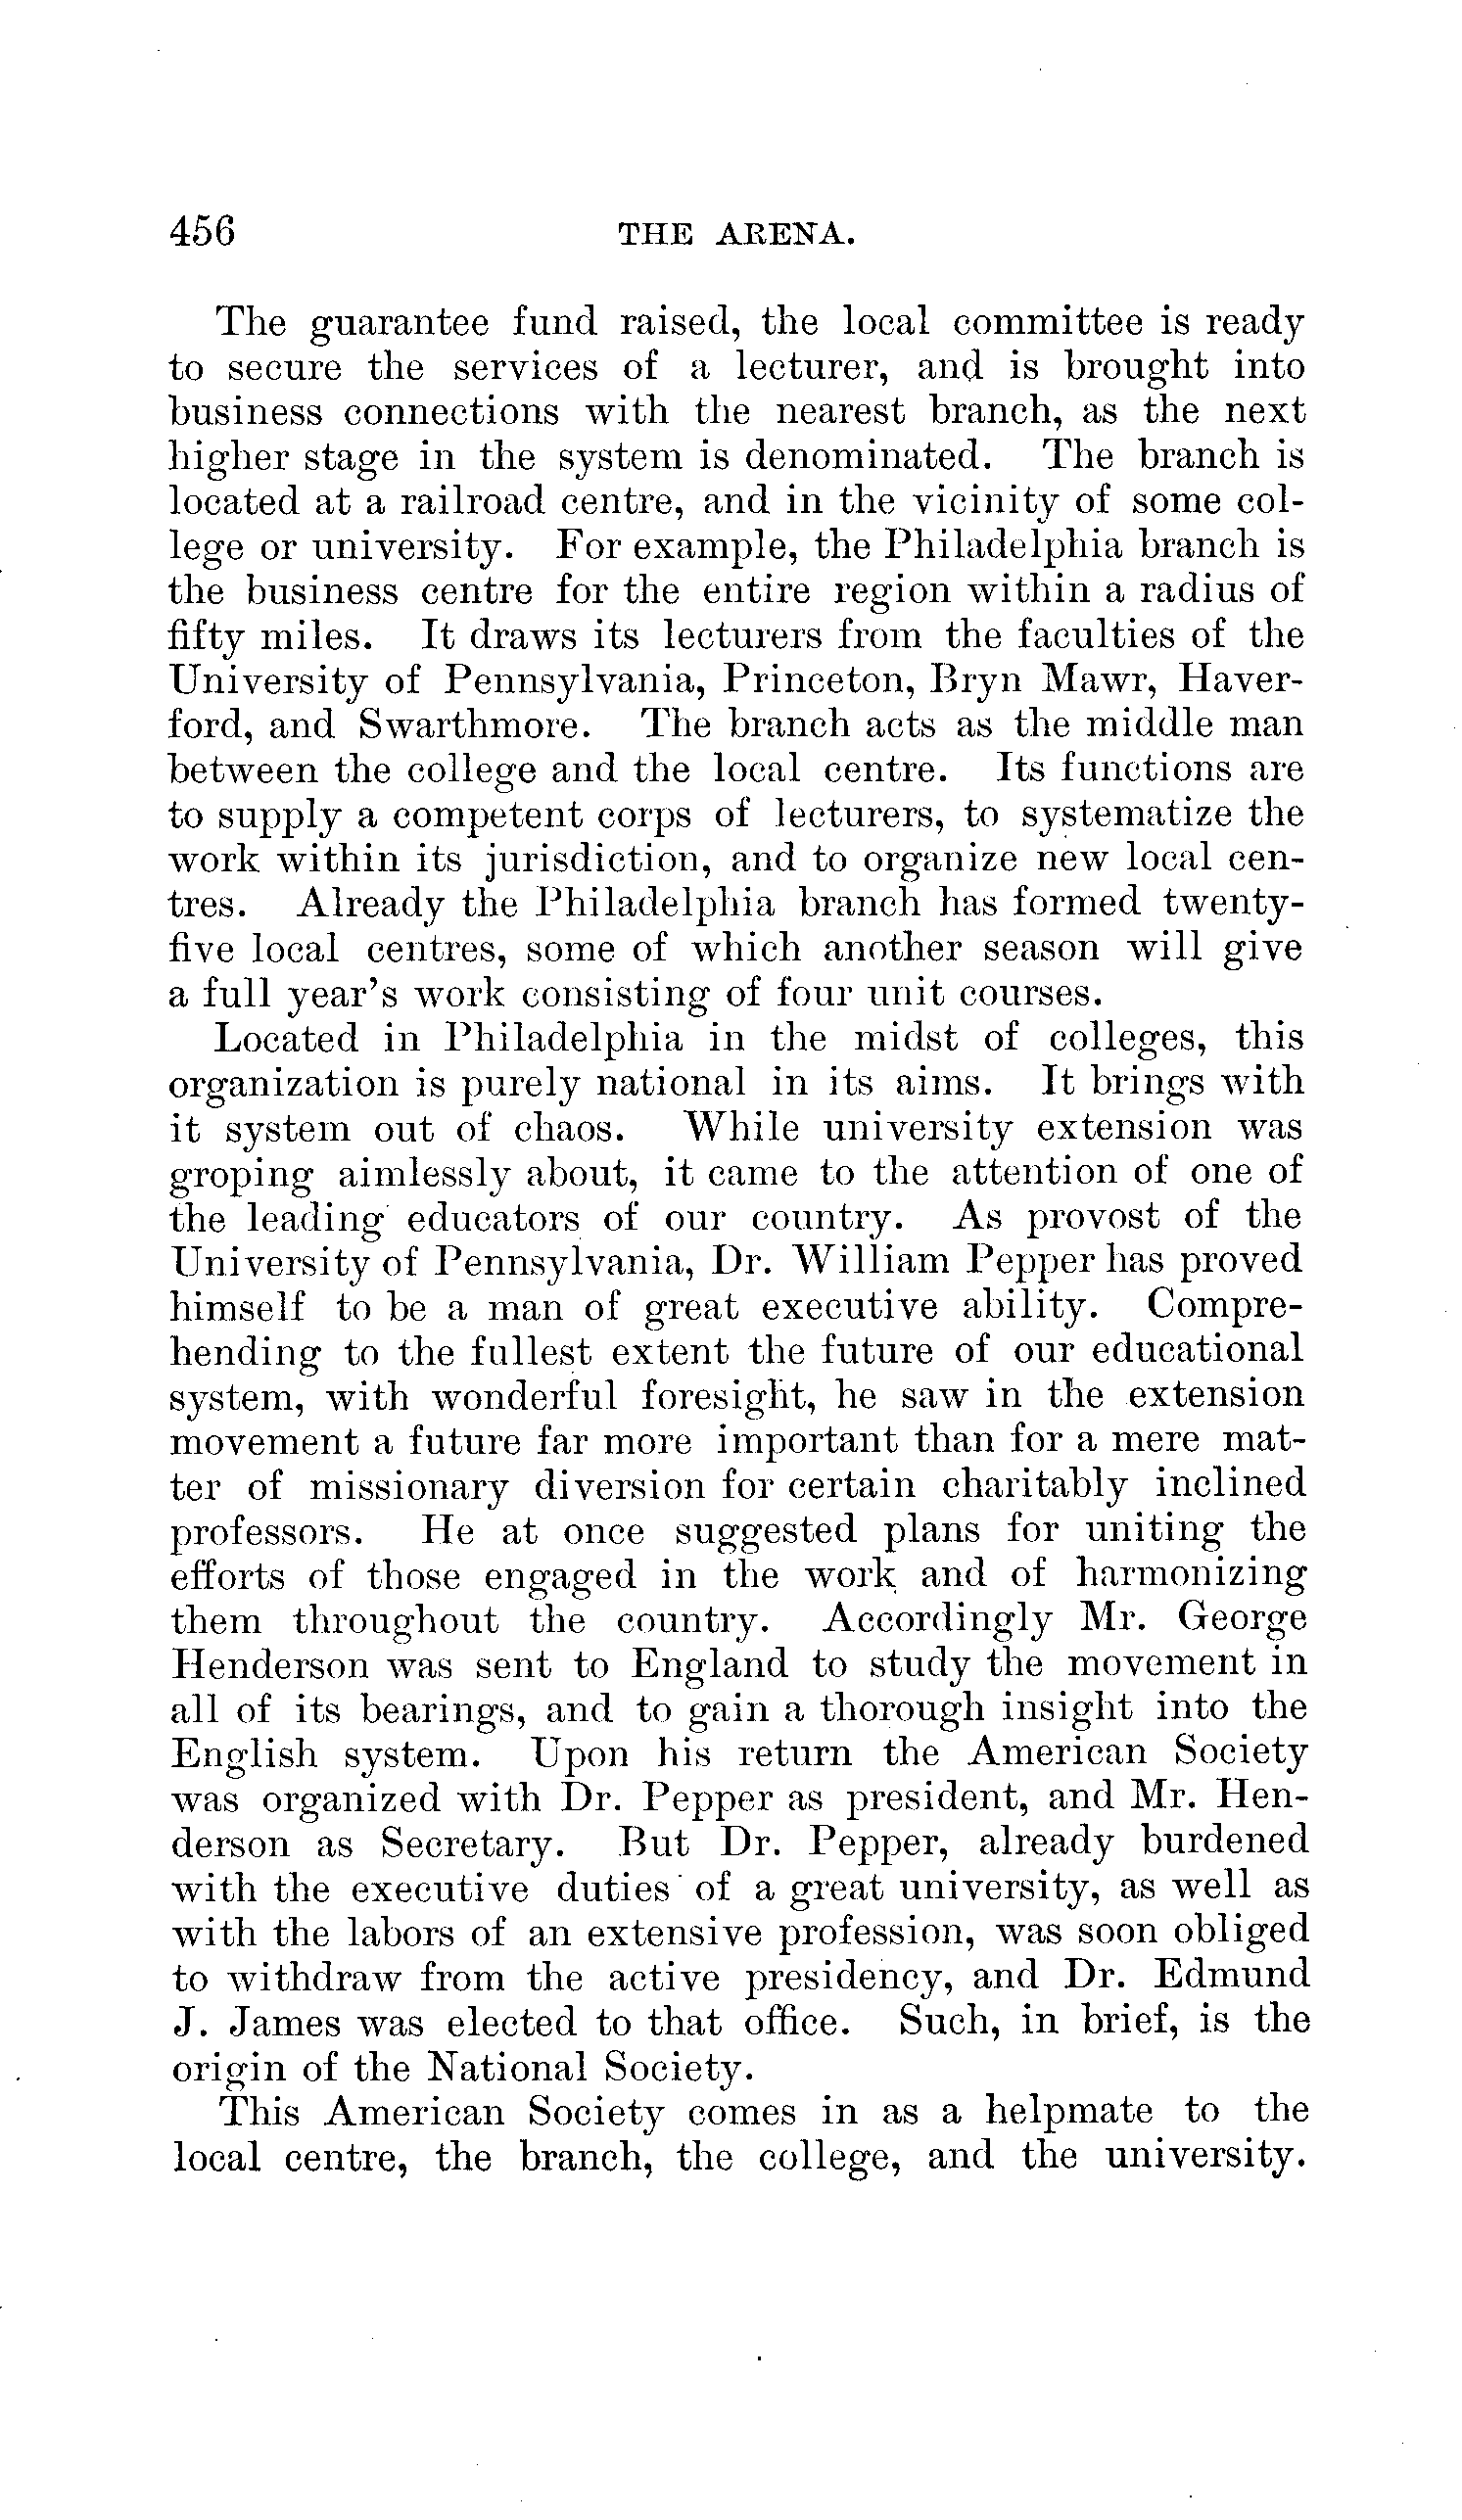 456 THE ARENA.
The guarantee fund raised, the local committee is ready
to secure the services of a lecturer, and is brought into
business connections with the nearest branch, as the next
higher stage in the system is denominated. The branch is
located at a railroad centre, and in the vicinity of some col-
lege or university. For example, the Philadelphia branch is
the business centre for the entire region within a radius of
fifty miles. It draws its lecturers from the faculties of the
University of Pennsylvania, Princeton, Bryn Mawr, Haver-
ford, and Swarthmore. The branch acts as the middle man
between the college and the local centre. Its functions are
to supply a competent corps of lecturers, to systematize the
work within its jurisdiction, and to organize new local cen-
tres. Already the Philadelphia branch has formed twenty-
five local centres, some of which another season will give
a full year's work consisting of four unit courses.
Located in Philadelphia in the midst of colleges, this
organization is purely national in its aims. It brings with
it system out of chaos. While university extension was
groping aimlessly about, it came to the attention of one of
the leading educators of our country. As provost of the
University of Pennsylvania, Dr. William Pepper has proved
himself to be a man of great executive ability. Compre-
hending to the fullest extent the future of our educational
system, with wonderful foresight, he saw in the extension
movement a future far more important than for a mere mat-
ter of missionary diversion for certain charitably inclined
professors. He at once suggested plans for uniting the
efforts of those engaged in the work and of harmonizing
them throughout the country. Accordingly Mr. George
Henderson was sent to England to study the movement in
all of its bearings, and to gain a thorough insight into the
English system. Upon his return the American Society
was organized with Dr. Pepper as president, and Mr. Hen-
derson as Secretary. But Dr. Pepper, already burdened
with the executive duties of a great university, as well as
with the labors of an extensive profession, was soon obliged
to withdraw from the active presidency, and Dr. Edmund
J. James was elected to that office. Such, in brief, is the
origin of the National Society.
This American Society comes in as a helpmate to the
local centre, the branch, the college, and the university.